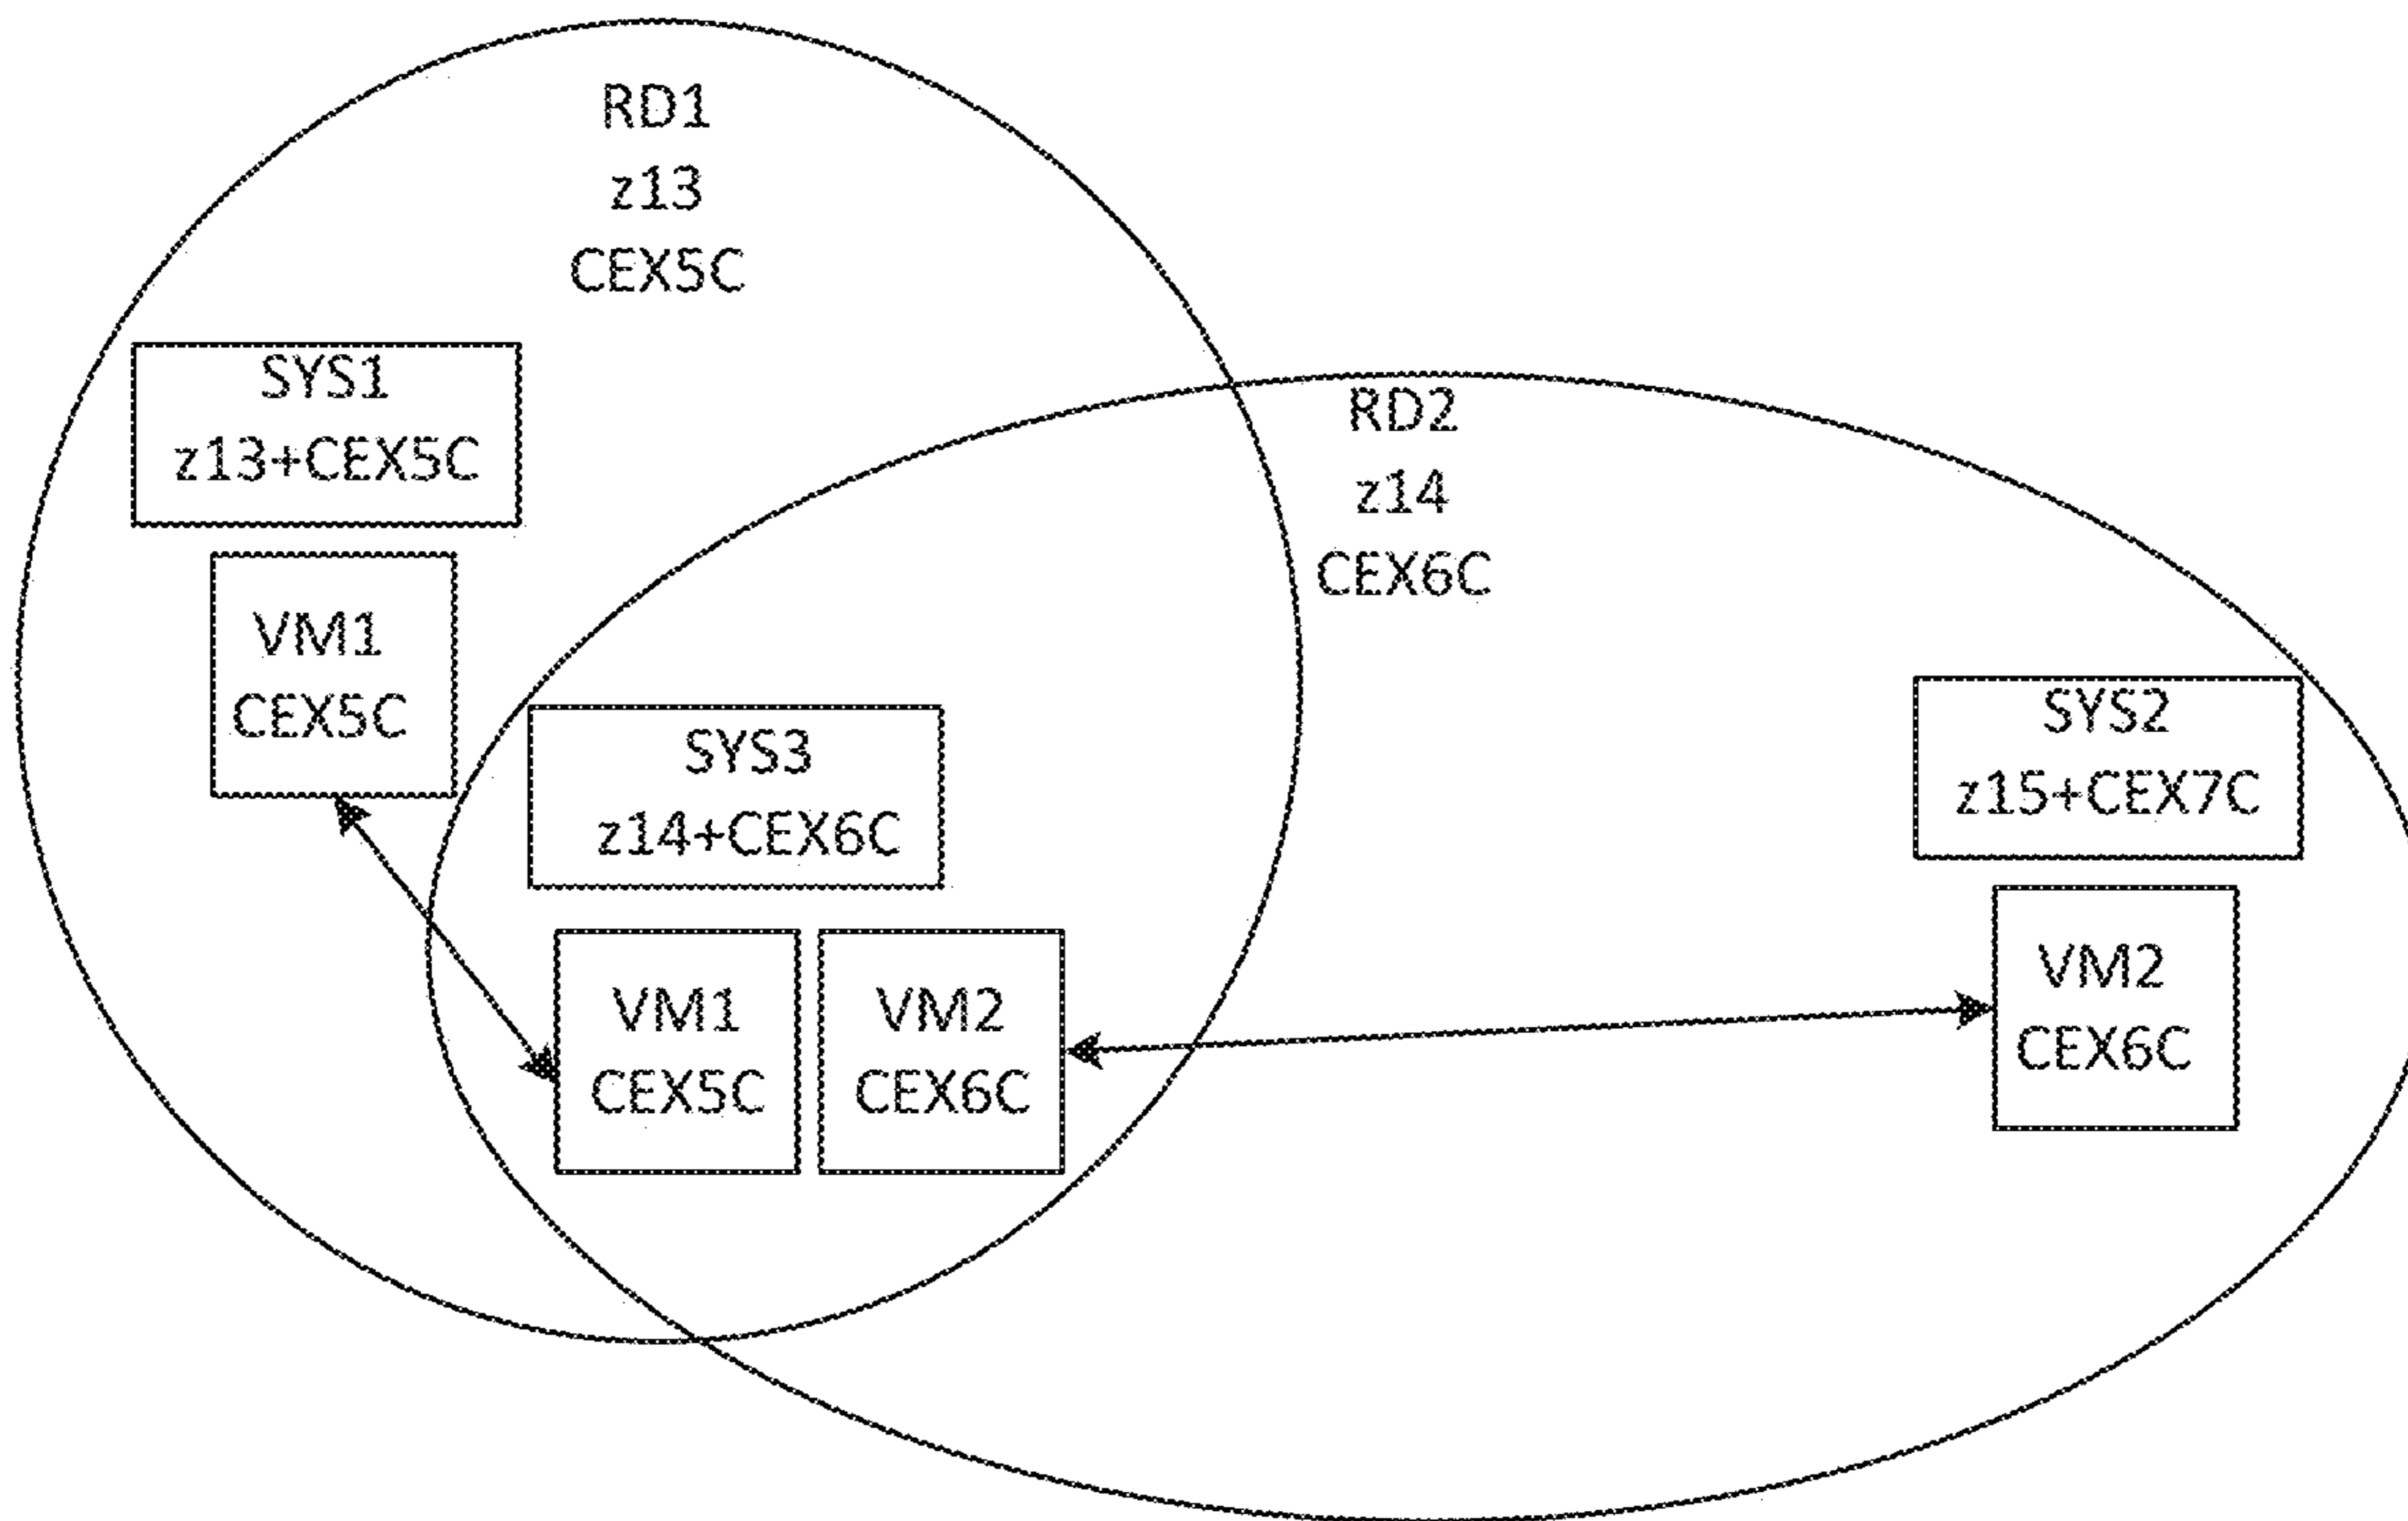 RD1
z13
CEX5C
SYS1
z13+CEX5C
VM1
CEX5C
RD2
z14
CEX6C
SYS3
z14+CEX6C
VM1
CEX5C
VM2
CEX6C
SYS2
z15+CEX7C
VM2
CEX6C